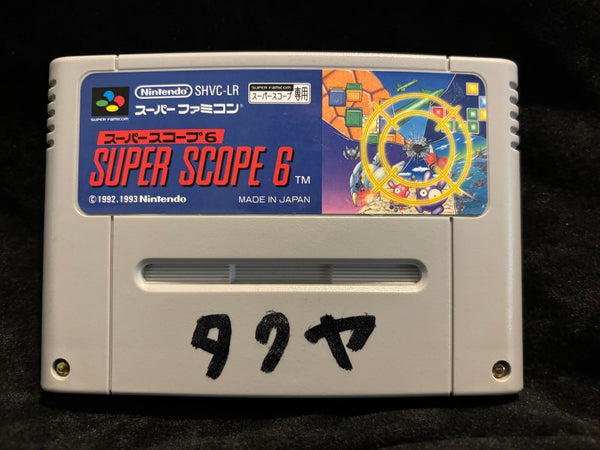 Nintendo SHVC-LR
SUPER FAMICOM
スーパースコープ専用
スーパーファミコン
SUPER FAMICOM
スーパースコープ6
SUPER SCOPE 6 TM
©1992.1993 Nintendo
MADE IN JAPAN
タクヤ